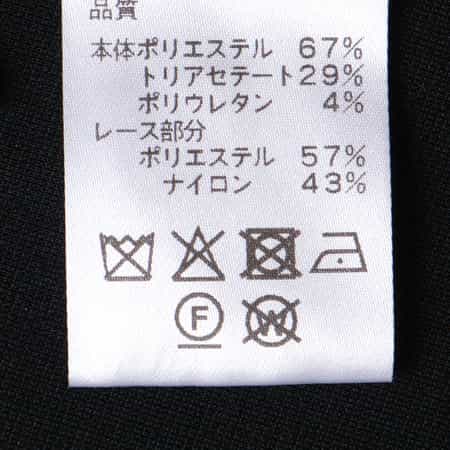 品質
本体ポリエステル 67%
トリアセテート29%
ポリウレタン 4%
レース部分
ポリエステル 57%
ナイロン 43%
F W